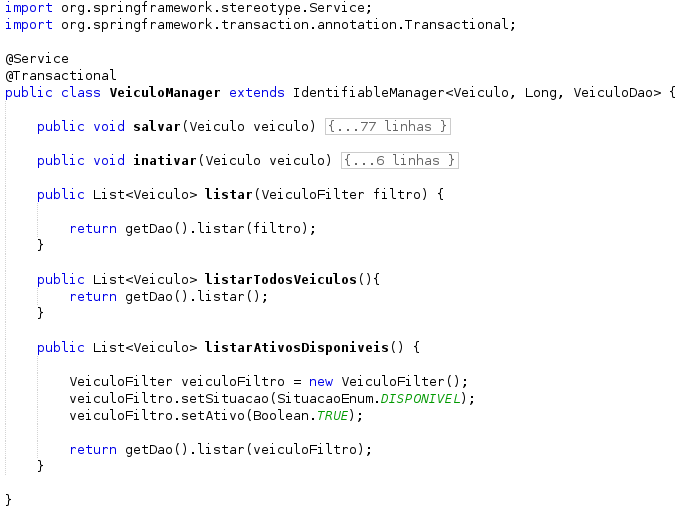 import org.springframework.stereotype.Service;
import org.springframework.transaction.annotation.Transactional;
@Service
@Transactional
public class VeiculoManager extends IdentifiableManager<Veiculo, Long, VeiculoDao> {
public void salvar(Veiculo veiculo) {...77 linhas }
public void inativar(Veiculo veiculo) {...6 linhas }
public List<Veiculo> listar(VeiculoFilter filtro) {
return getDao().listar(filtro);
}
public List<Veiculo> listarTodosVeiculos(){
return getDao().listar();
}
public List<Veiculo> listarAtivosDisponiveis() {
VeiculoFilter veiculoFiltro = new VeiculoFilter();
veiculoFiltro.setSituacao(SituacaoEnum.DISPONIVEL);
veiculoFiltro.setAtivo(Boolean.TRUE);
return getDao().listar(veiculoFiltro);
}
}